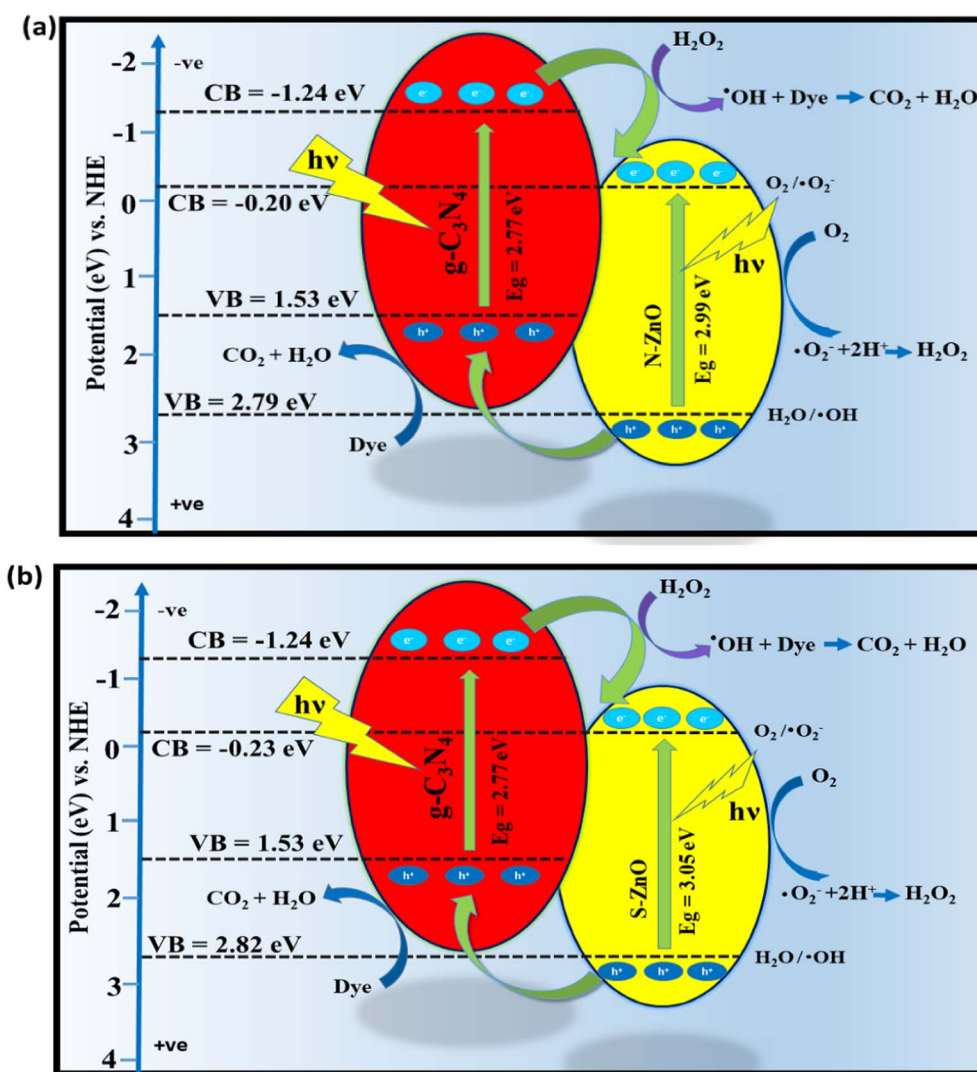 (a)
Potential (eV) vs. NHE
-2
-1
0
1
2
3
4
-ve
+ve
CB = -1.24 eV
CB = -0.20 eV
VB = 1.53 eV
VB = 2.79 eV
hν
g-C₃N₄
Eg = 2.77 eV
e⁻ e⁻ e⁻
h⁺ h⁺ h⁺
CO₂ + H₂O
Dye
e⁻ e⁻ e⁻
N-ZnO
Eg = 2.99 eV
hν
h⁺ h⁺ h⁺
H₂O₂
•OH + Dye → CO₂ + H₂O
O₂ /•O₂⁻
O₂
•O₂⁻+2H⁺→ H₂O₂
H₂O/•OH
(b)
Potential (eV) vs. NHE
-2
-1
0
1
2
3
4
-ve
+ve
CB = -1.24 eV
CB = -0.23 eV
VB = 1.53 eV
VB = 2.82 eV
hν
g-C₃N₄
Eg = 2.77 eV
e⁻ e⁻ e⁻
h⁺ h⁺ h⁺
CO₂ + H₂O
Dye
e⁻ e⁻ e⁻
S-ZnO
Eg = 3.05 eV
hν
h⁺ h⁺ h⁺
H₂O₂
•OH + Dye → CO₂ + H₂O
O₂ /•O₂⁻
O₂
•O₂⁻+2H⁺→ H₂O₂
H₂O/•OH